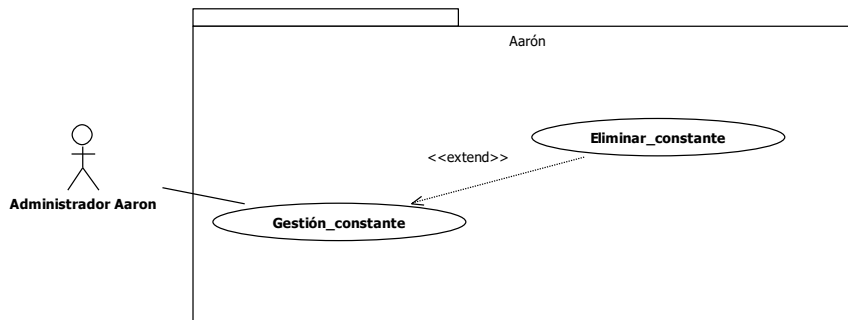 Aarón
Eliminar_constante
<<extend>>
Administrador Aaron
Gestión_constante